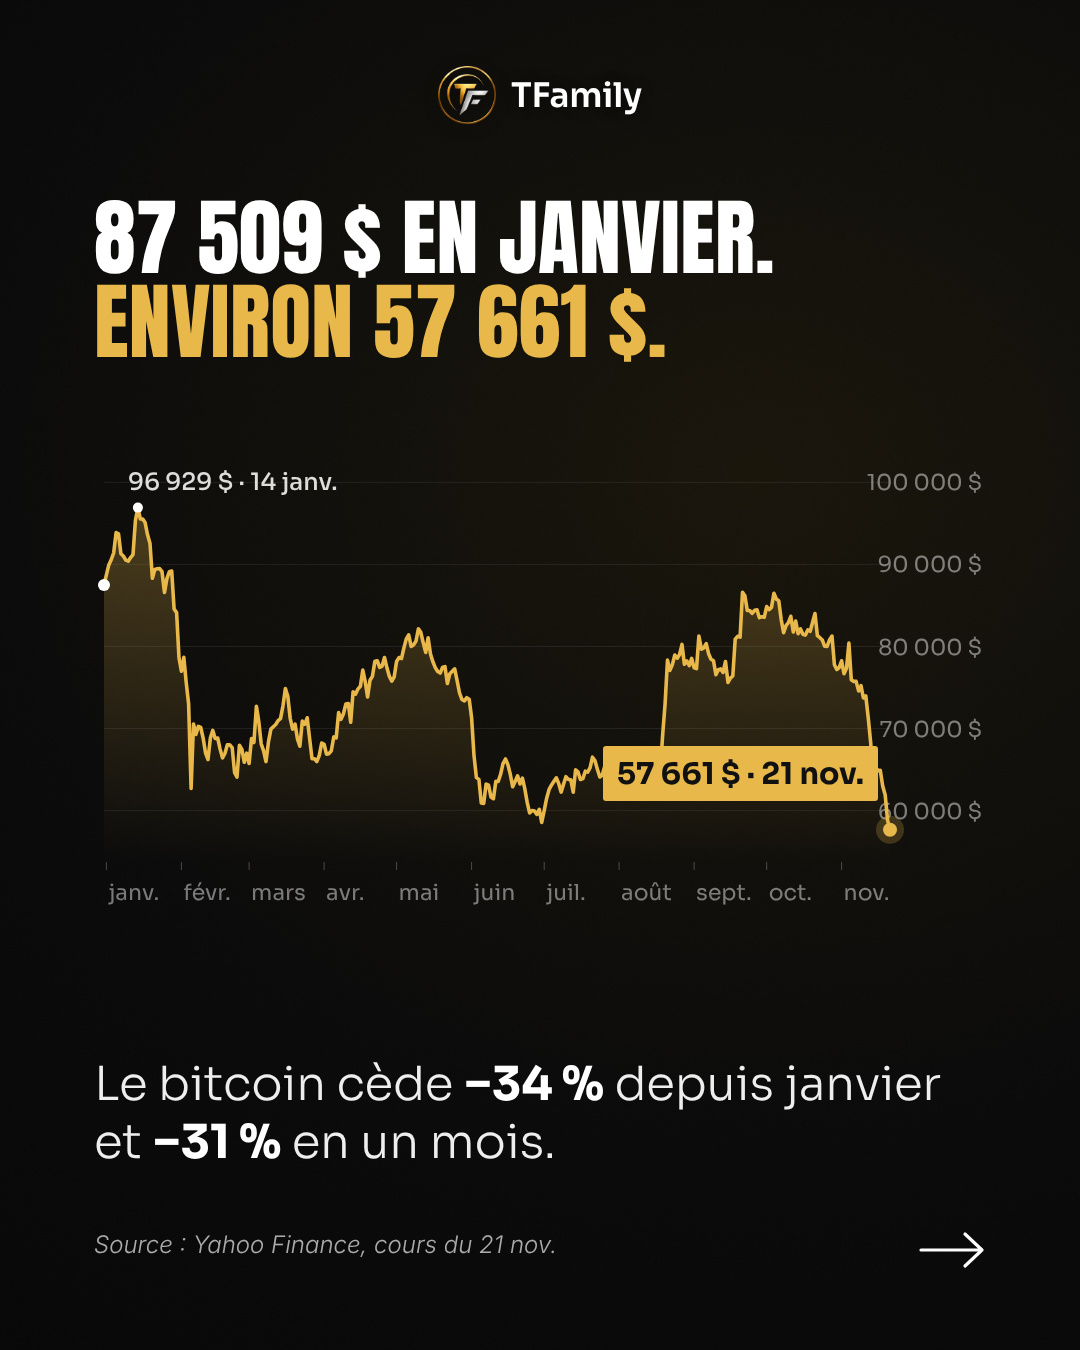 TFamily
87 509 $ EN JANVIER.
ENVIRON 57 661 $.
96 929 $ · 14 janv.
100 000 $
90 000 $
80 000 $
70 000 $
57 661 $ · 21 nov.
60 000 $
janv. févr. mars avr. mai juin juil. août sept. oct. nov.
Le bitcoin cède −34 % depuis janvier
et −31 % en un mois.
Source : Yahoo Finance, cours du 21 nov.